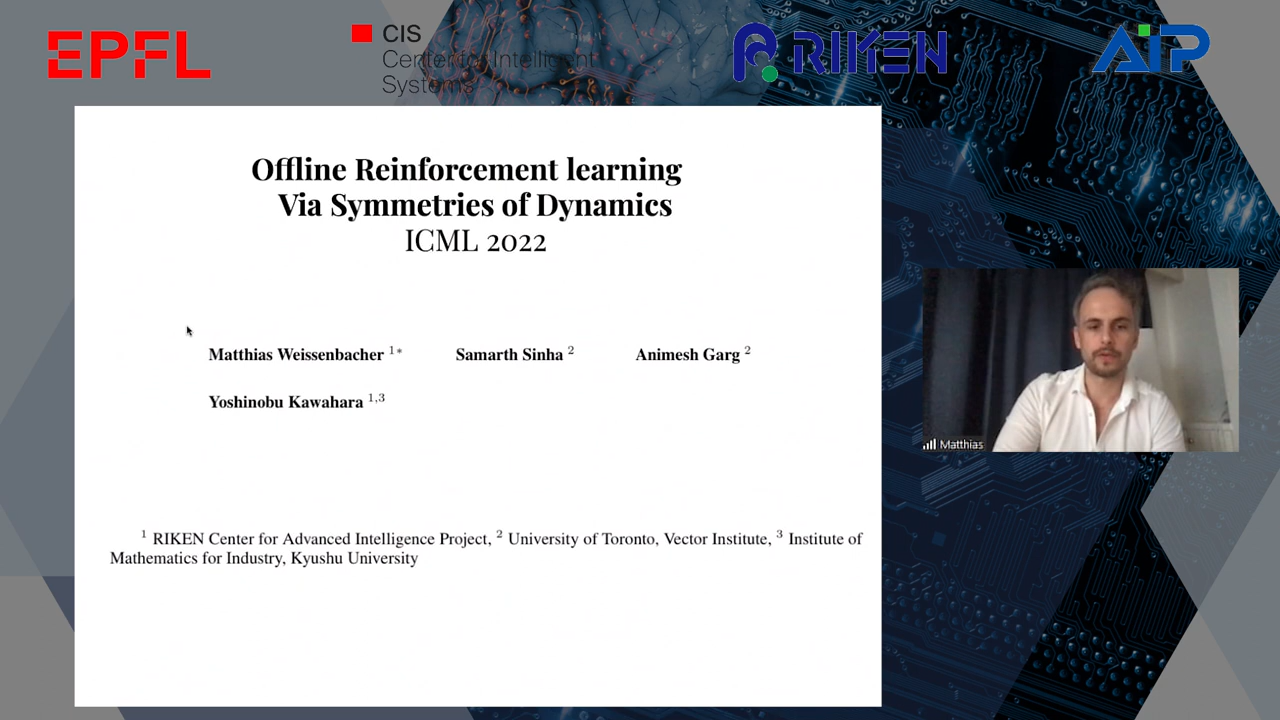 EPFL
CIS
Center for Intelligent
Systems
RIKEN
AIP
Offline Reinforcement learning
Via Symmetries of Dynamics
ICML 2022
Matthias Weissenbacher 1* Samarth Sinha 2 Animesh Garg 2
Yoshinobu Kawahara 1,3
1 RIKEN Center for Advanced Intelligence Project, 2 University of Toronto, Vector Institute, 3 Institute of
Mathematics for Industry, Kyushu University
Matthias